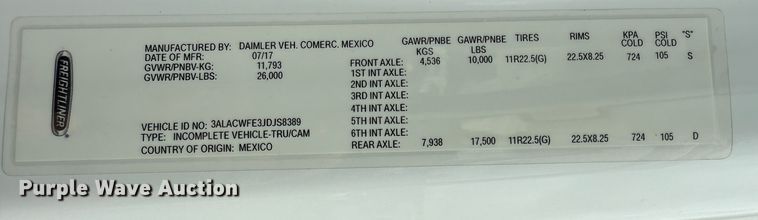 FREIGHTLINER
MANUFACTURED BY: DAIMLER VEH. COMERC. MEXICO
DATE OF MFR: 07/17
GVWR/PNBV-KG: 11,793
GVWR/PNBV-LBS: 26,000
VEHICLE ID NO: 3ALACWFE3JDJS8389
TYPE: INCOMPLETE VEHICLE-TRU/CAM
COUNTRY OF ORIGIN: MEXICO
GAWR/PNBE KGS GAWR/PNBE LBS TIRES RIMS KPA COLD PSI COLD "S"
FRONT AXLE: 4,536 10,000 11R22.5(G) 22.5X8.25 724 105 S
1ST INT AXLE:
2ND INT AXLE:
3RD INT AXLE:
4TH INT AXLE:
5TH INT AXLE:
6TH INT AXLE:
REAR AXLE: 7,938 17,500 11R22.5(G) 22.5X8.25 724 105 D
Purple Wave Auction